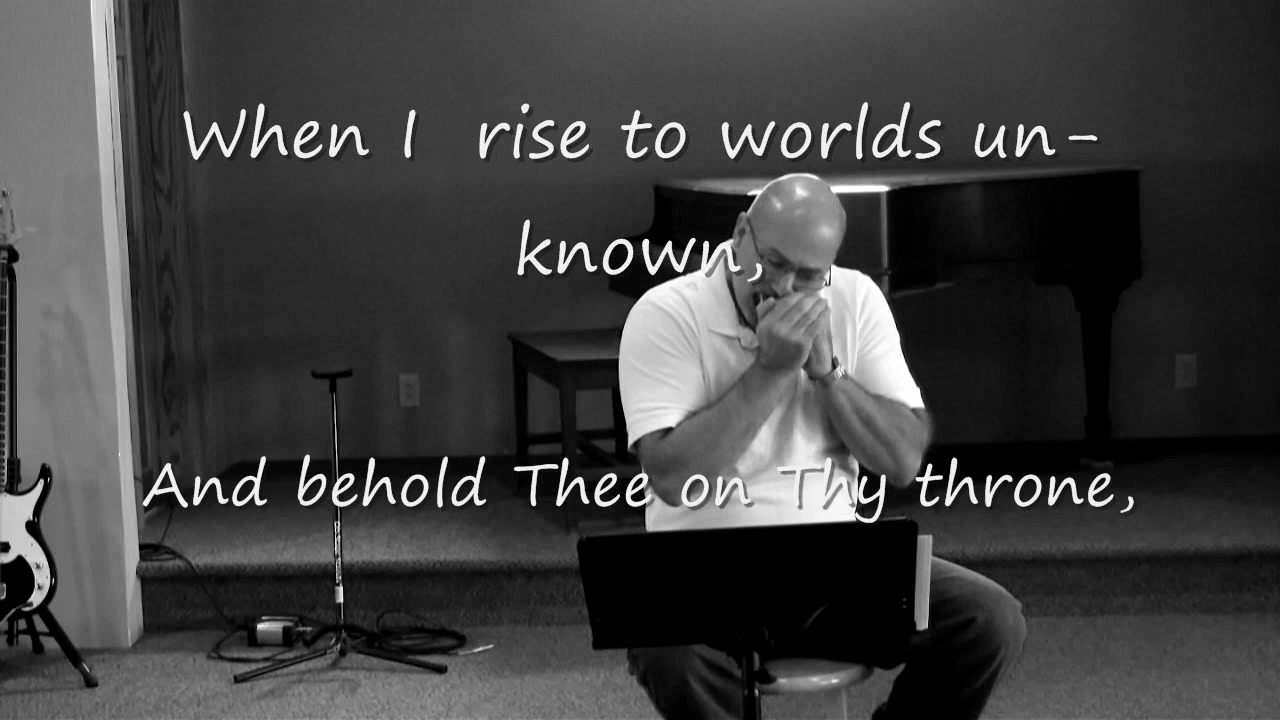 When I rise to worlds un-
known,
And behold Thee on Thy throne,